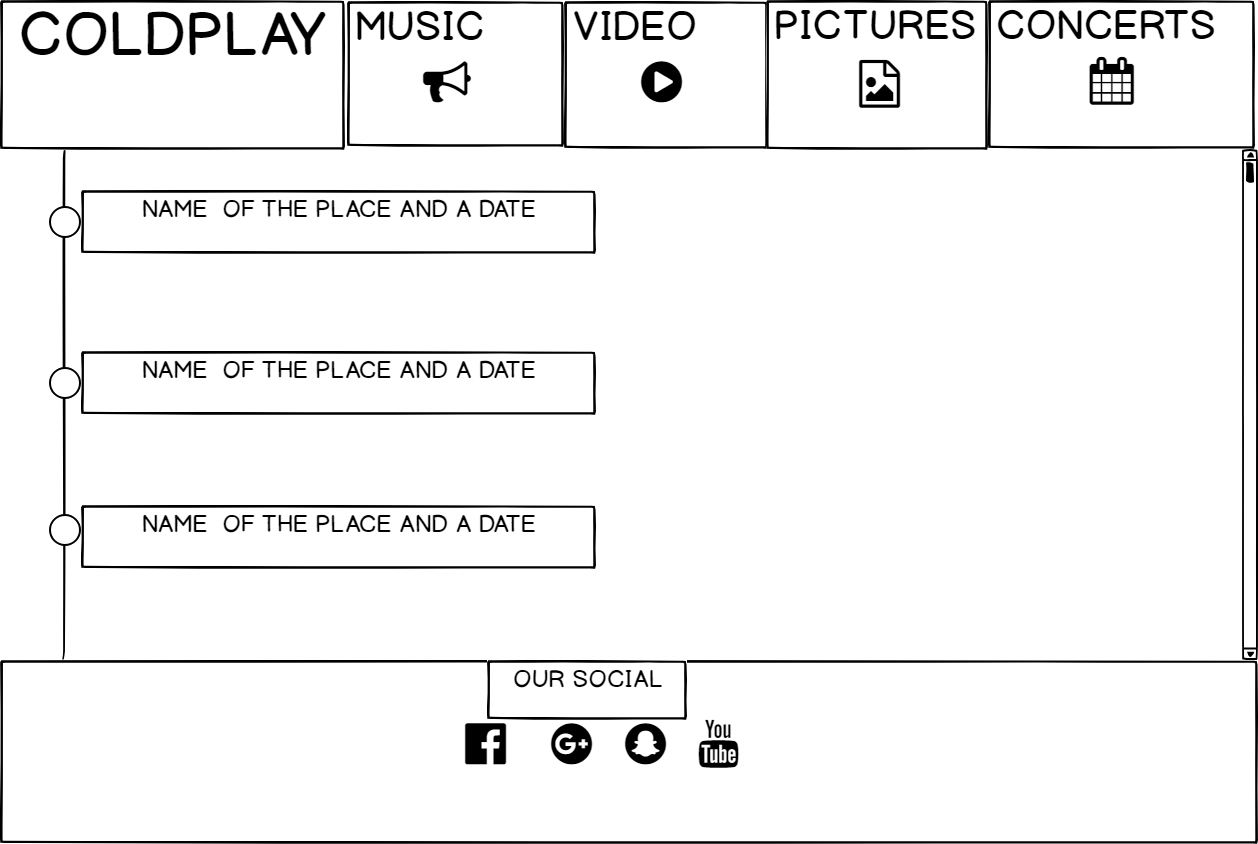 COLDPLAY
MUSIC
VIDEO
PICTURES
CONCERTS
NAME OF THE PLACE AND A DATE
NAME OF THE PLACE AND A DATE
NAME OF THE PLACE AND A DATE
OUR SOCIAL
f
G+
You
Tube